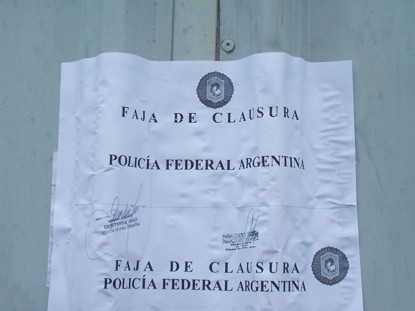 FAJA DE CLAUSURA
POLICÍA FEDERAL ARGENTINA
FAJA DE CLAUSURA
POLICÍA FEDERAL ARGENTINA